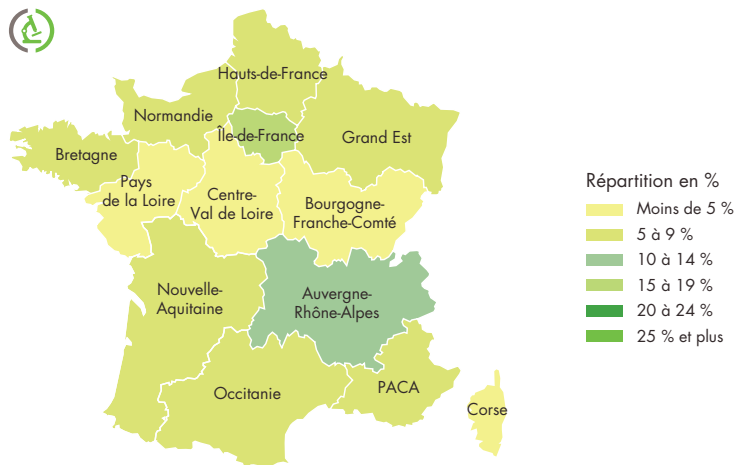 Hauts-de-France
Normandie
Île-de-France
Grand Est
Bretagne
Pays
de la Loire
Centre-
Val de Loire
Bourgogne-
Franche-Comté
Nouvelle-
Aquitaine
Auvergne-
Rhône-Alpes
Occitanie
PACA
Corse
Répartition en %
Moins de 5 %
5 à 9 %
10 à 14 %
15 à 19 %
20 à 24 %
25 % et plus